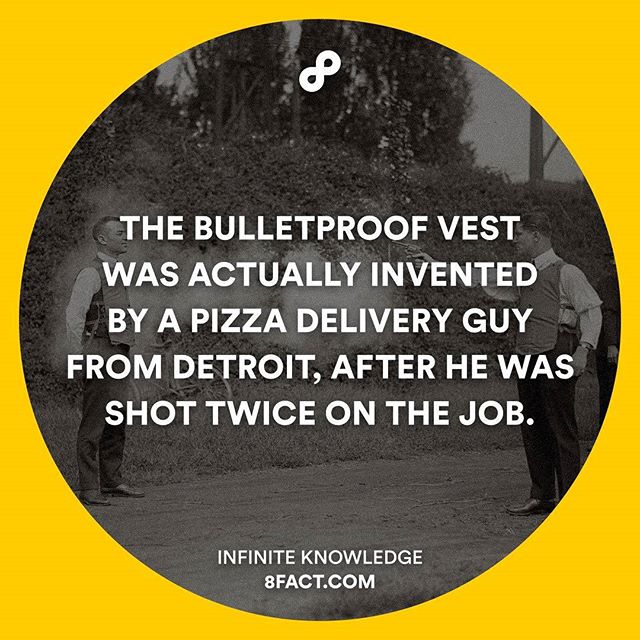 THE BULLETPROOF VEST
WAS ACTUALLY INVENTED
BY A PIZZA DELIVERY GUY
FROM DETROIT, AFTER HE WAS
SHOT TWICE ON THE JOB.
INFINITE KNOWLEDGE
8FACT.COM